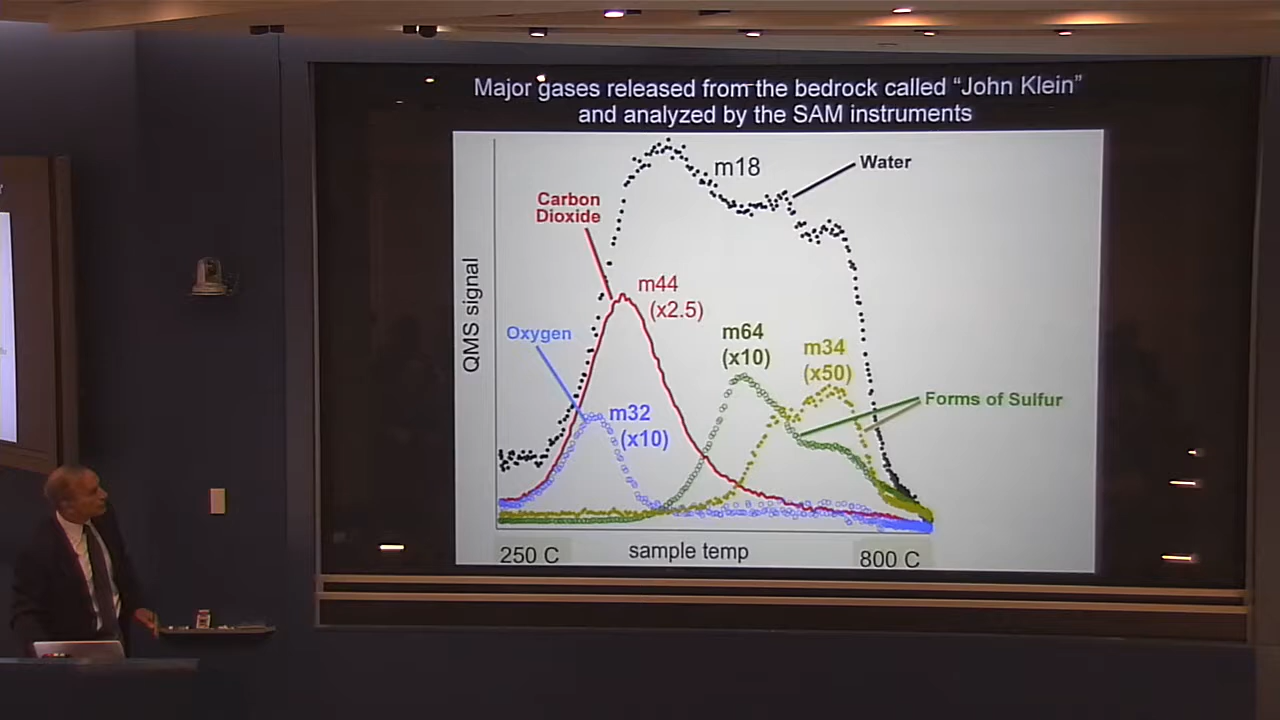 Major gases released from the bedrock called “John Klein”
and analyzed by the SAM instruments
m18
Water
Carbon
Dioxide
QMS signal
m44
(x2.5)
Oxygen
m64
(x10)
m34
(x50)
Forms of Sulfur
m32
(x10)
250 C
sample temp
800 C